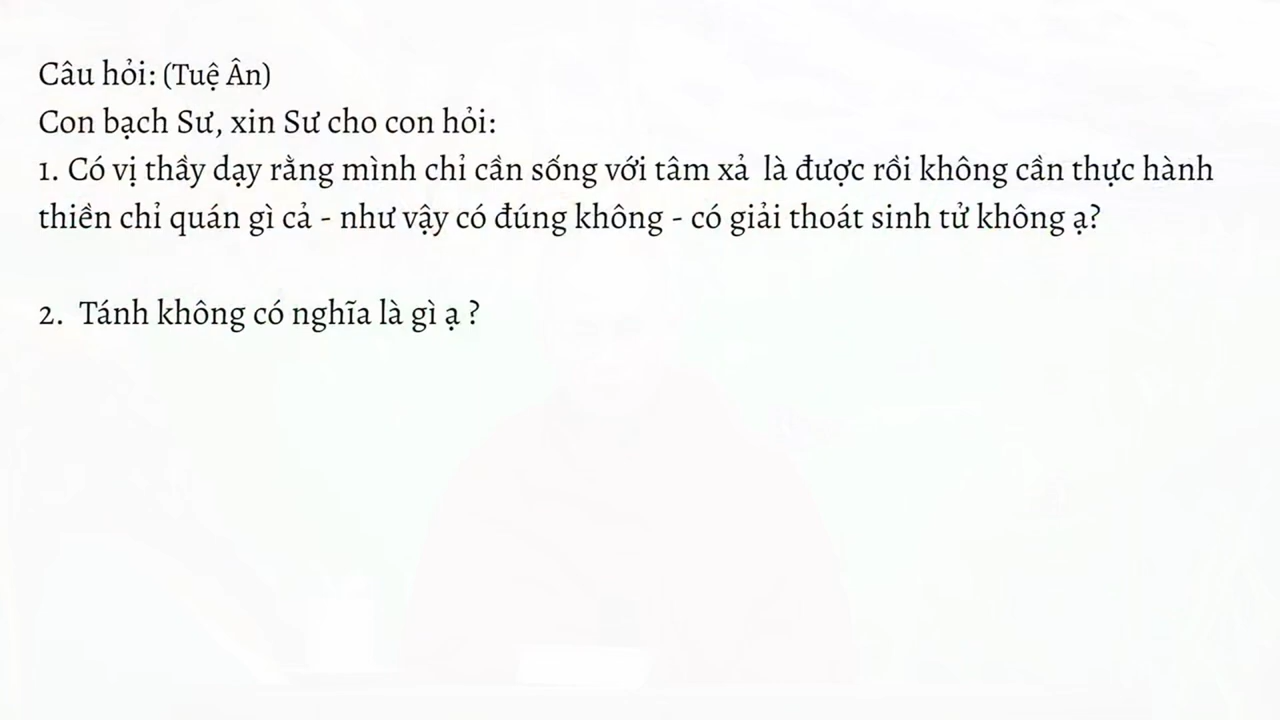 Câu hỏi: (Tuệ Ân)
Con bạch Sư, xin Sư cho con hỏi:
1. Có vị thầy dạy rằng mình chỉ cần sống với tâm xả là được rồi không cần thực hành
thiền chỉ quán gì cả - như vậy có đúng không - có giải thoát sinh tử không ạ?
2. Tánh không có nghĩa là gì ạ ?